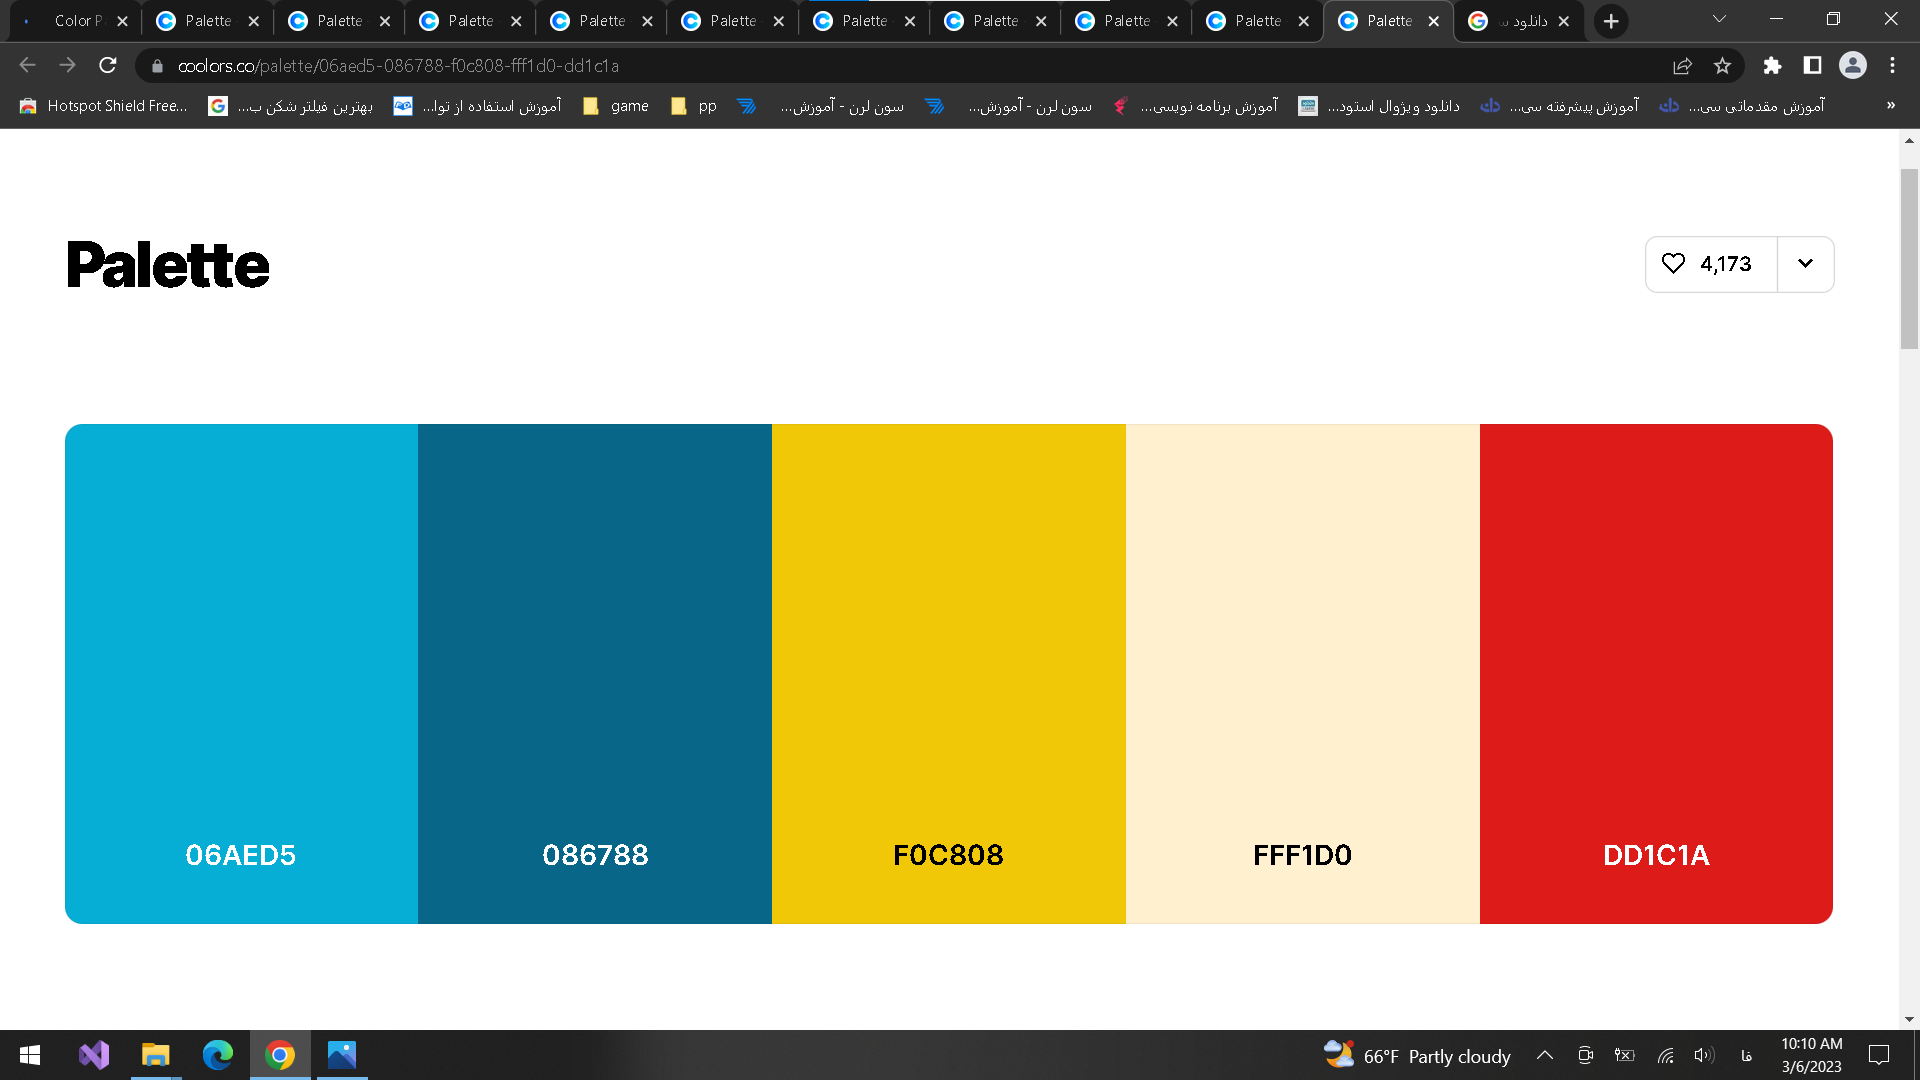 Color P
Palette
Palette
Palette
Palette
Palette
Palette
Palette
Palette
Palette
Palette
دانلود س
coolors.co/palette/06aed5-086788-f0c808-fff1d0-dd1c1a
Hotspot Shield Free...
بهترین فیلتر شکن ب...
آموزش استفاده از توا...
game
pp
سون لرن - آموزش...
سون لرن - آموزش...
آموزش برنامه نویسی...
دانلود ویژوال استود...
آموزش پیشرفته سی...
آموزش مقدماتی سی...
»
Palette
4,173
06AED5
086788
F0C808
FFF1D0
DD1C1A
66°F Partly cloudy
فا
10:10 AM
3/6/2023